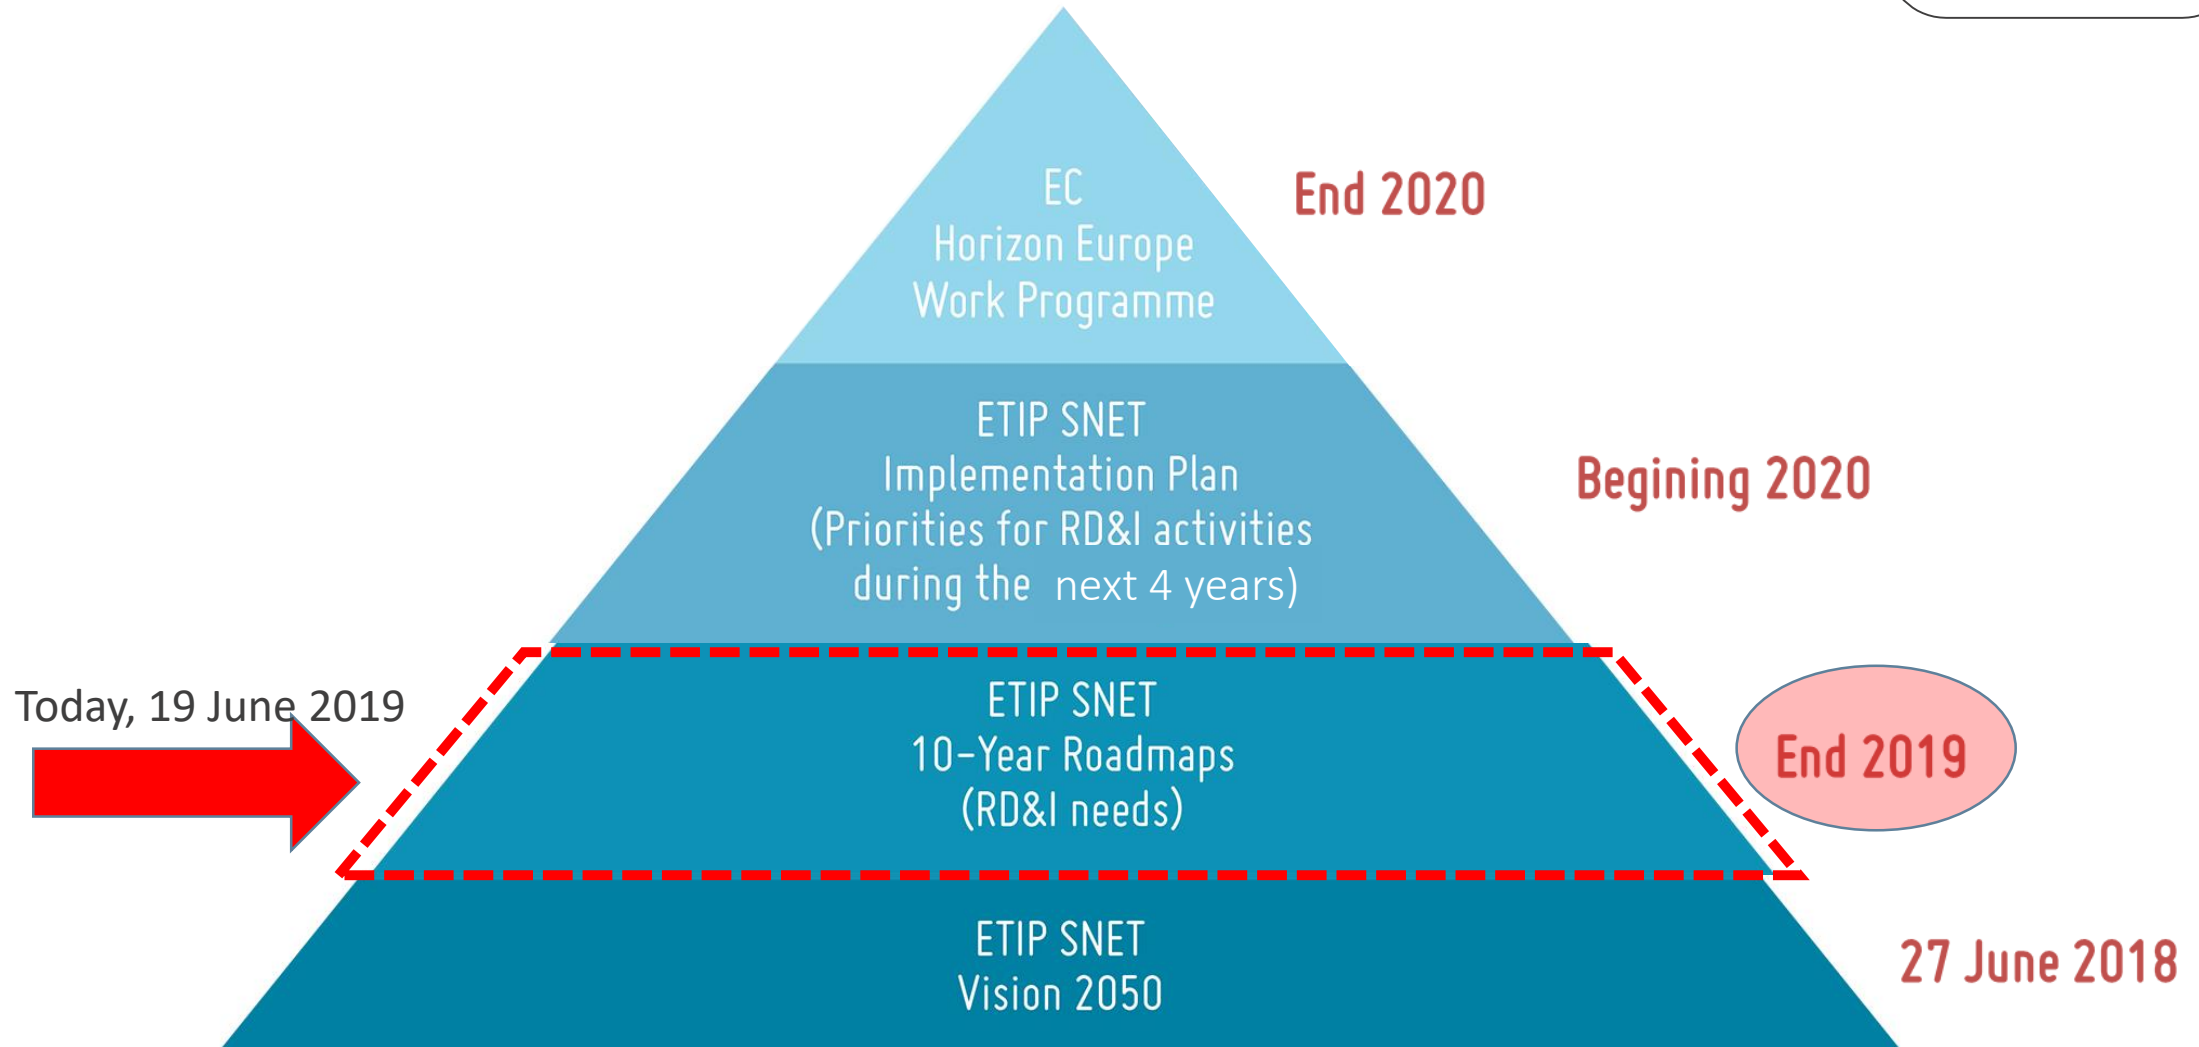 EC
Horizon Europe
Work Programme
End 2020
ETIP SNET
Implementation Plan
(Priorities for RD&I activities
during the next 4 years)
Begining 2020
Today, 19 June 2019
ETIP SNET
10-Year Roadmaps
(RD&I needs)
End 2019
ETIP SNET
Vision 2050
27 June 2018